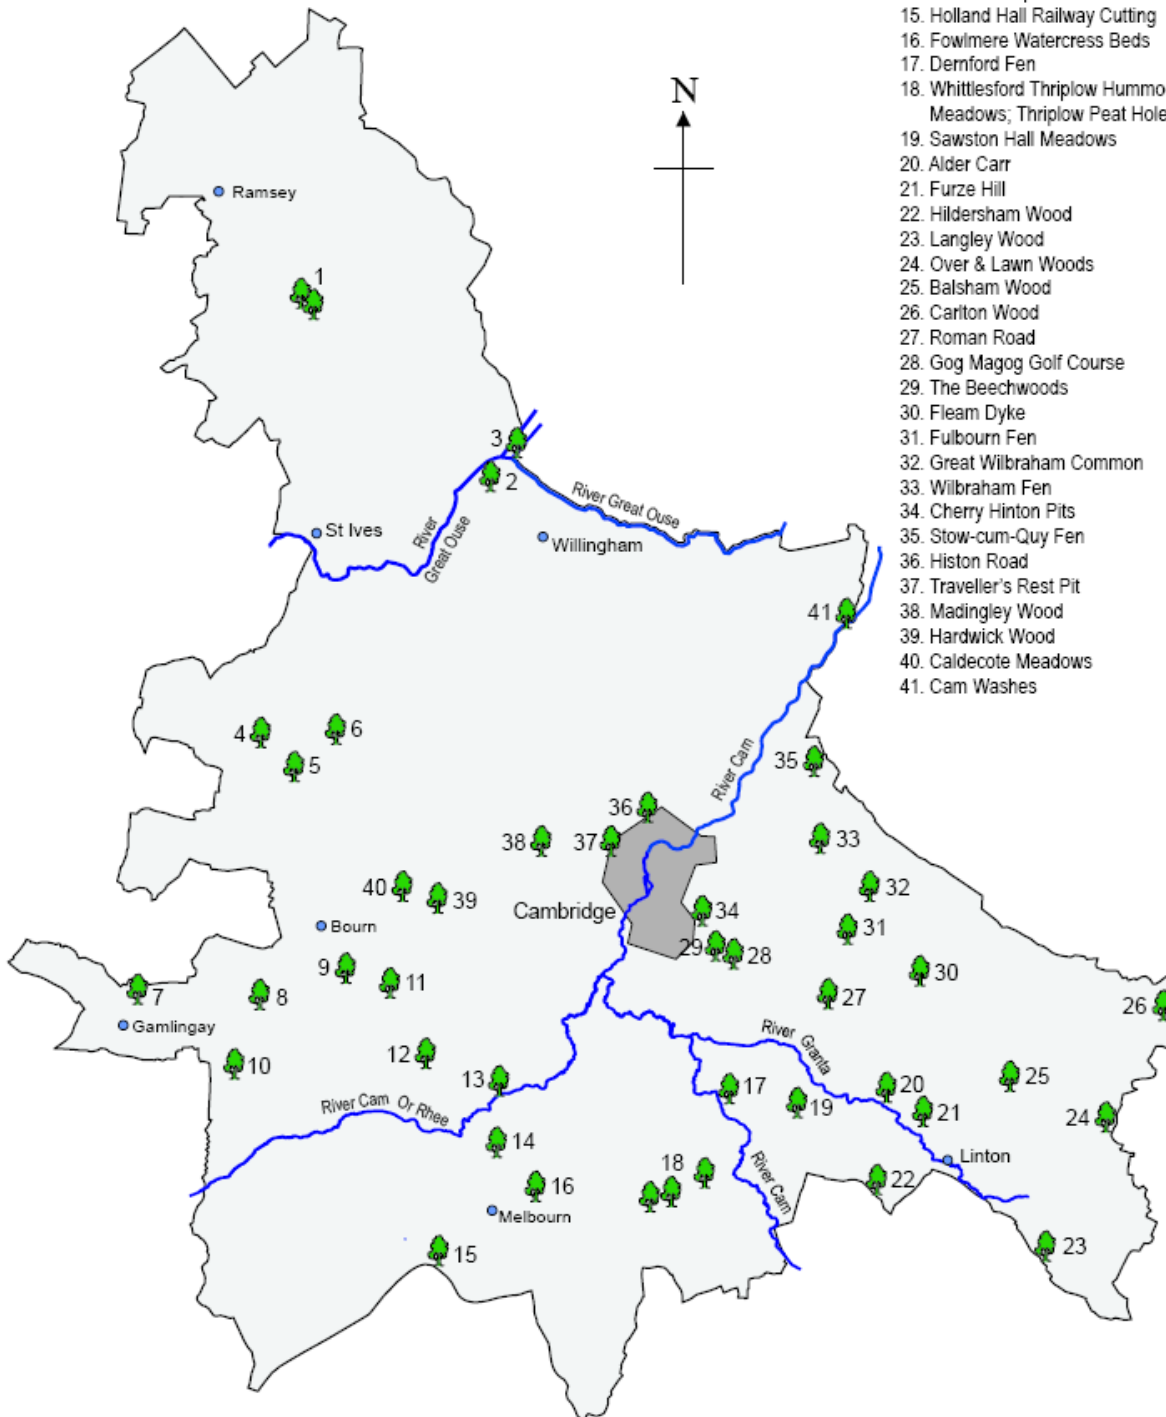 15. Holland Hall Railway Cutting
16. Fowlmere Watercress Beds
17. Dernford Fen
18. Whittlesford Thriplow Hummo
Meadows; Thriplow Peat Hole
19. Sawston Hall Meadows
20. Alder Carr
21. Furze Hill
22. Hildersham Wood
23. Langley Wood
24. Over & Lawn Woods
25. Balsham Wood
26. Carlton Wood
27. Roman Road
28. Gog Magog Golf Course
29. The Beechwoods
30. Fleam Dyke
31. Fulbourn Fen
32. Great Wilbraham Common
33. Wilbraham Fen
34. Cherry Hinton Pits
35. Stow-cum-Quy Fen
36. Histon Road
37. Traveller's Rest Pit
38. Madingley Wood
39. Hardwick Wood
40. Caldecote Meadows
41. Cam Washes
N
Ramsey
1
3
2
River Great Ouse
St Ives
River
Great Ouse
Willingham
41
4
6
5
River Cam
35
36
38
37
33
40
39
32
Cambridge
34
Bourn
31
29
28
9
11
30
7
8
27
26
Gamlingay
River Granta
12
10
13
25
17
20
19
21
24
River Cam Or Rhee
14
Linton
18
River Cam
22
16
Melbourn
15
23